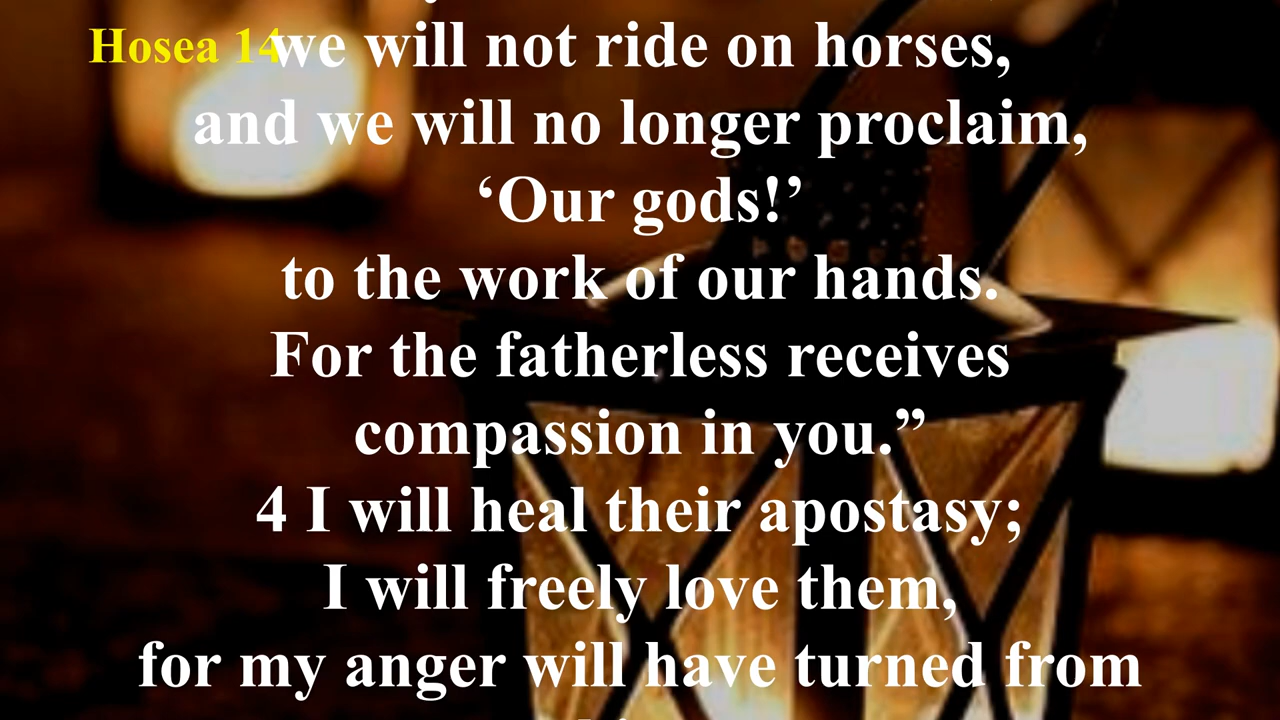 Hosea 14
we will not ride on horses,
and we will no longer proclaim,
‘Our gods!’
to the work of our hands.
For the fatherless receives
compassion in you.”
4 I will heal their apostasy;
I will freely love them,
for my anger will have turned from